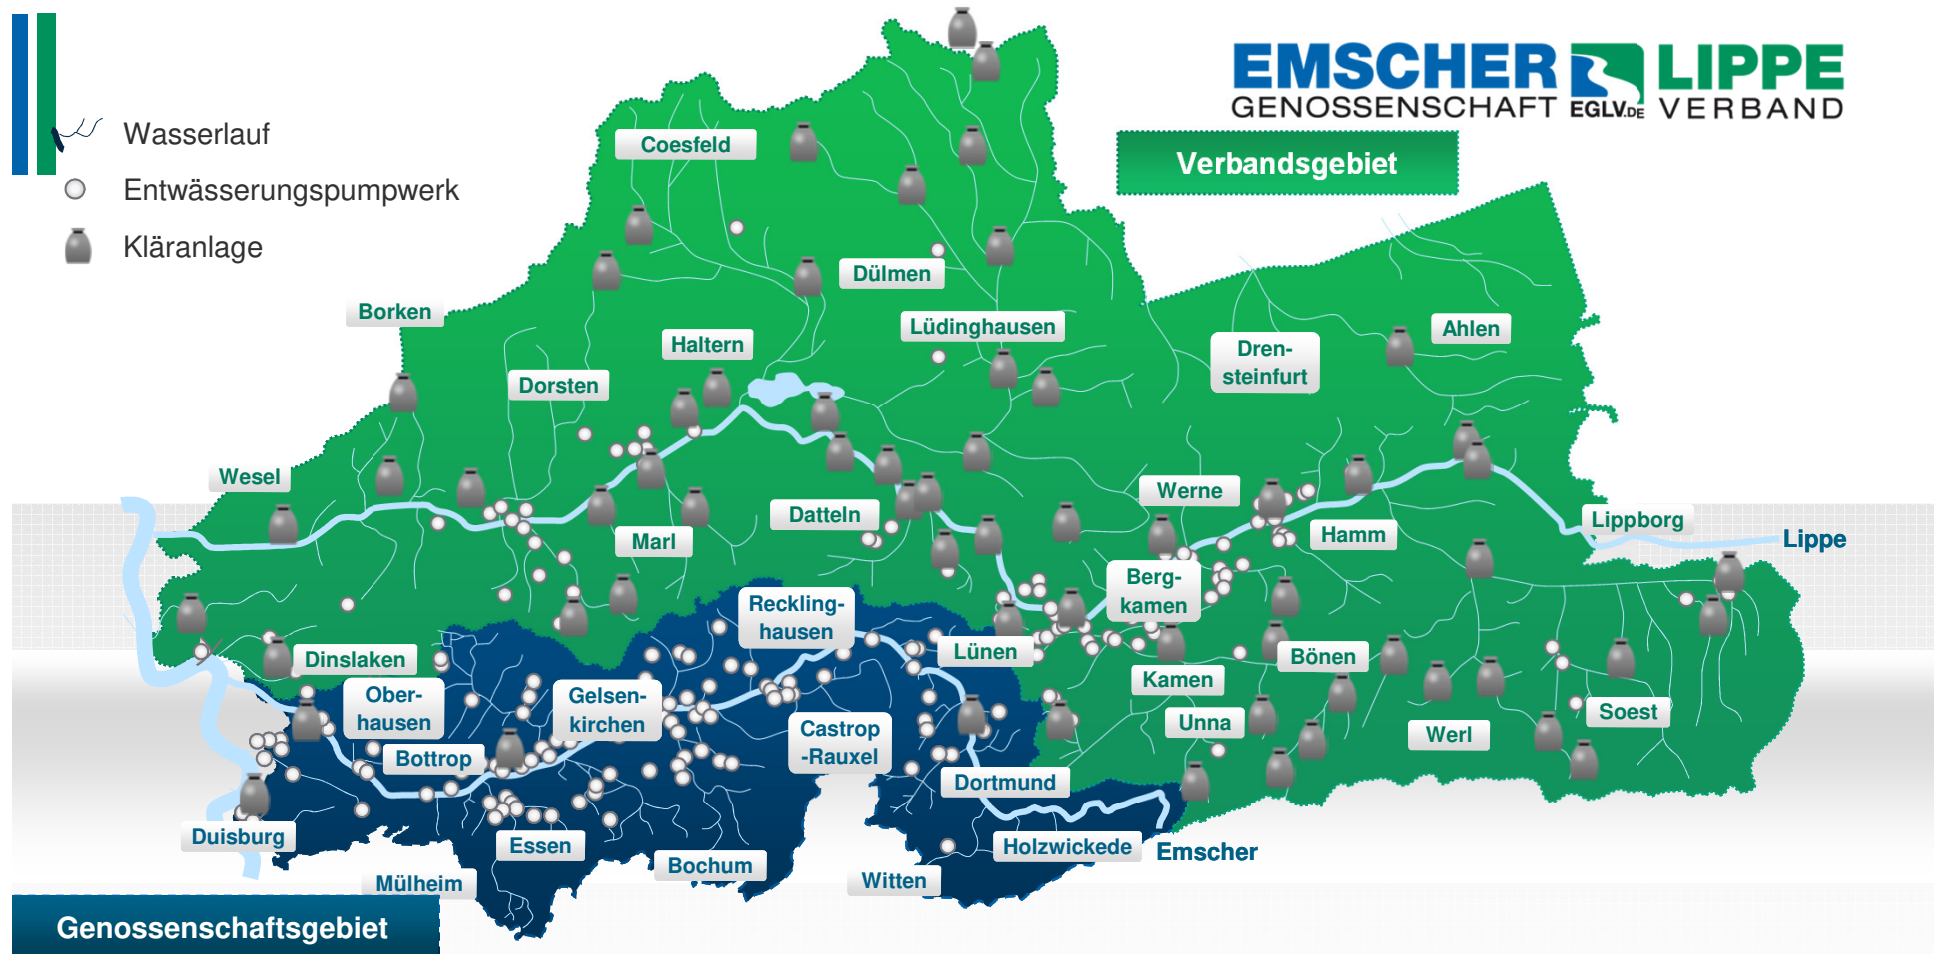 EMSCHER LIPPE
GENOSSENSCHAFT EGLV.DE VERBAND
Wasserlauf
Entwässerungspumpwerk
Kläranlage
Verbandsgebiet
Coesfeld
Dülmen
Borken
Lüdinghausen
Ahlen
Haltern
Dren-
steinfurt
Dorsten
Wesel
Werne
Datteln
Lippborg
Marl
Hamm
Lippe
Berg-
kamen
Reckling-
hausen
Lünen
Dinslaken
Bönen
Kamen
Ober-
hausen
Gelsen-
kirchen
Soest
Unna
Werl
Castrop
-Rauxel
Bottrop
Dortmund
Duisburg
Essen
Holzwickede
Emscher
Bochum
Mülheim
Witten
Genossenschaftsgebiet